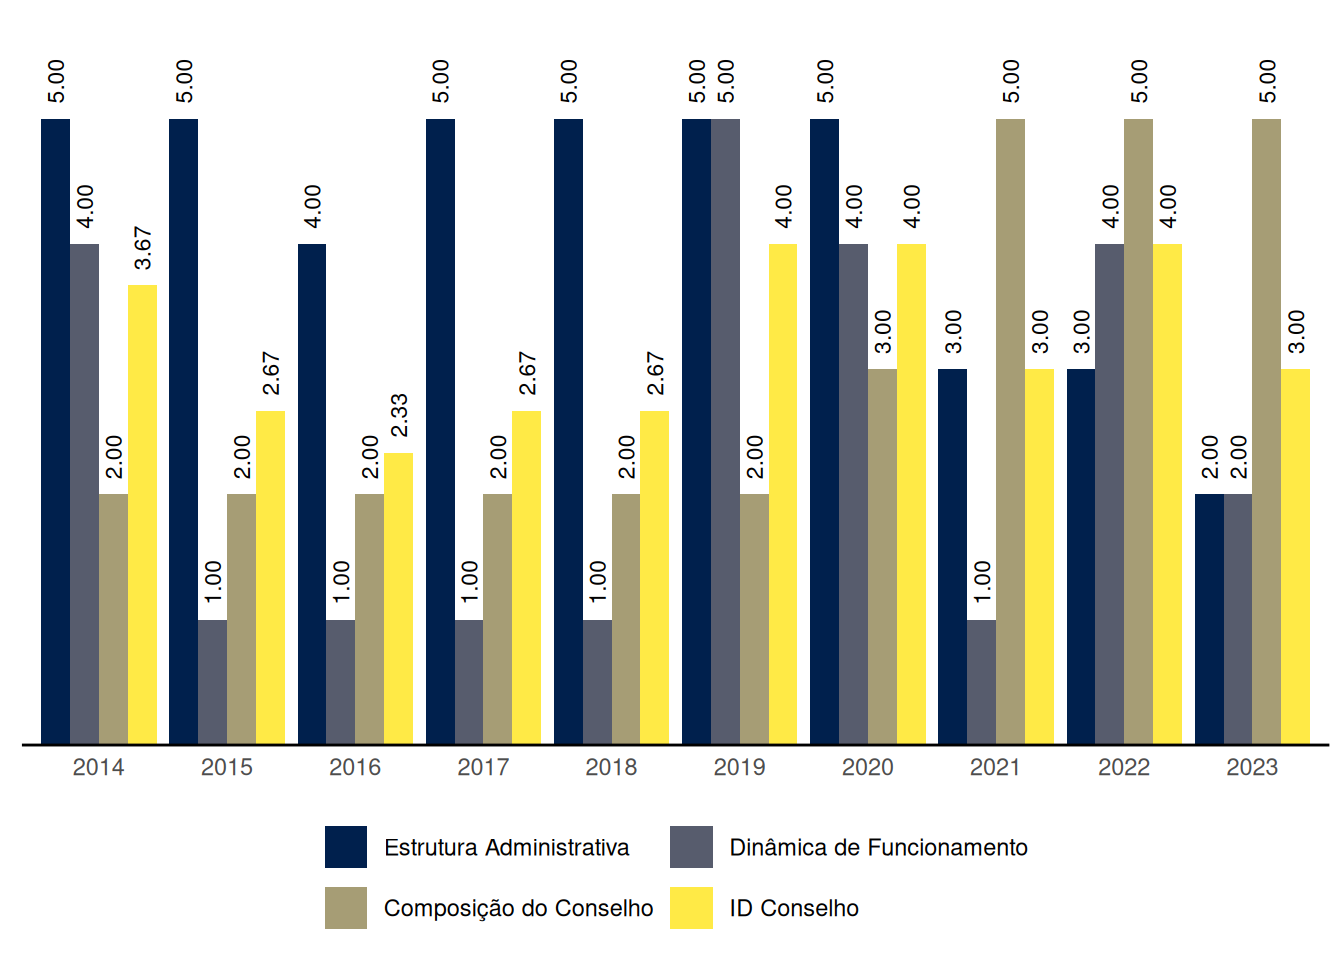 5.00 5.00 5.00 5.00 5.00 5.00 5.00 5.00 5.00 5.00
4.00 4.00 4.00 4.00 4.00 4.00 4.00
3.67
3.00 3.00 3.00 3.00 3.00
2.67 2.67 2.67
2.33
2.00 2.00 2.00 2.00 2.00 2.00 2.00 2.00
1.00 1.00 1.00 1.00 1.00
2014 2015 2016 2017 2018 2019 2020 2021 2022 2023
Estrutura Administrativa Dinâmica de Funcionamento
Composição do Conselho ID Conselho